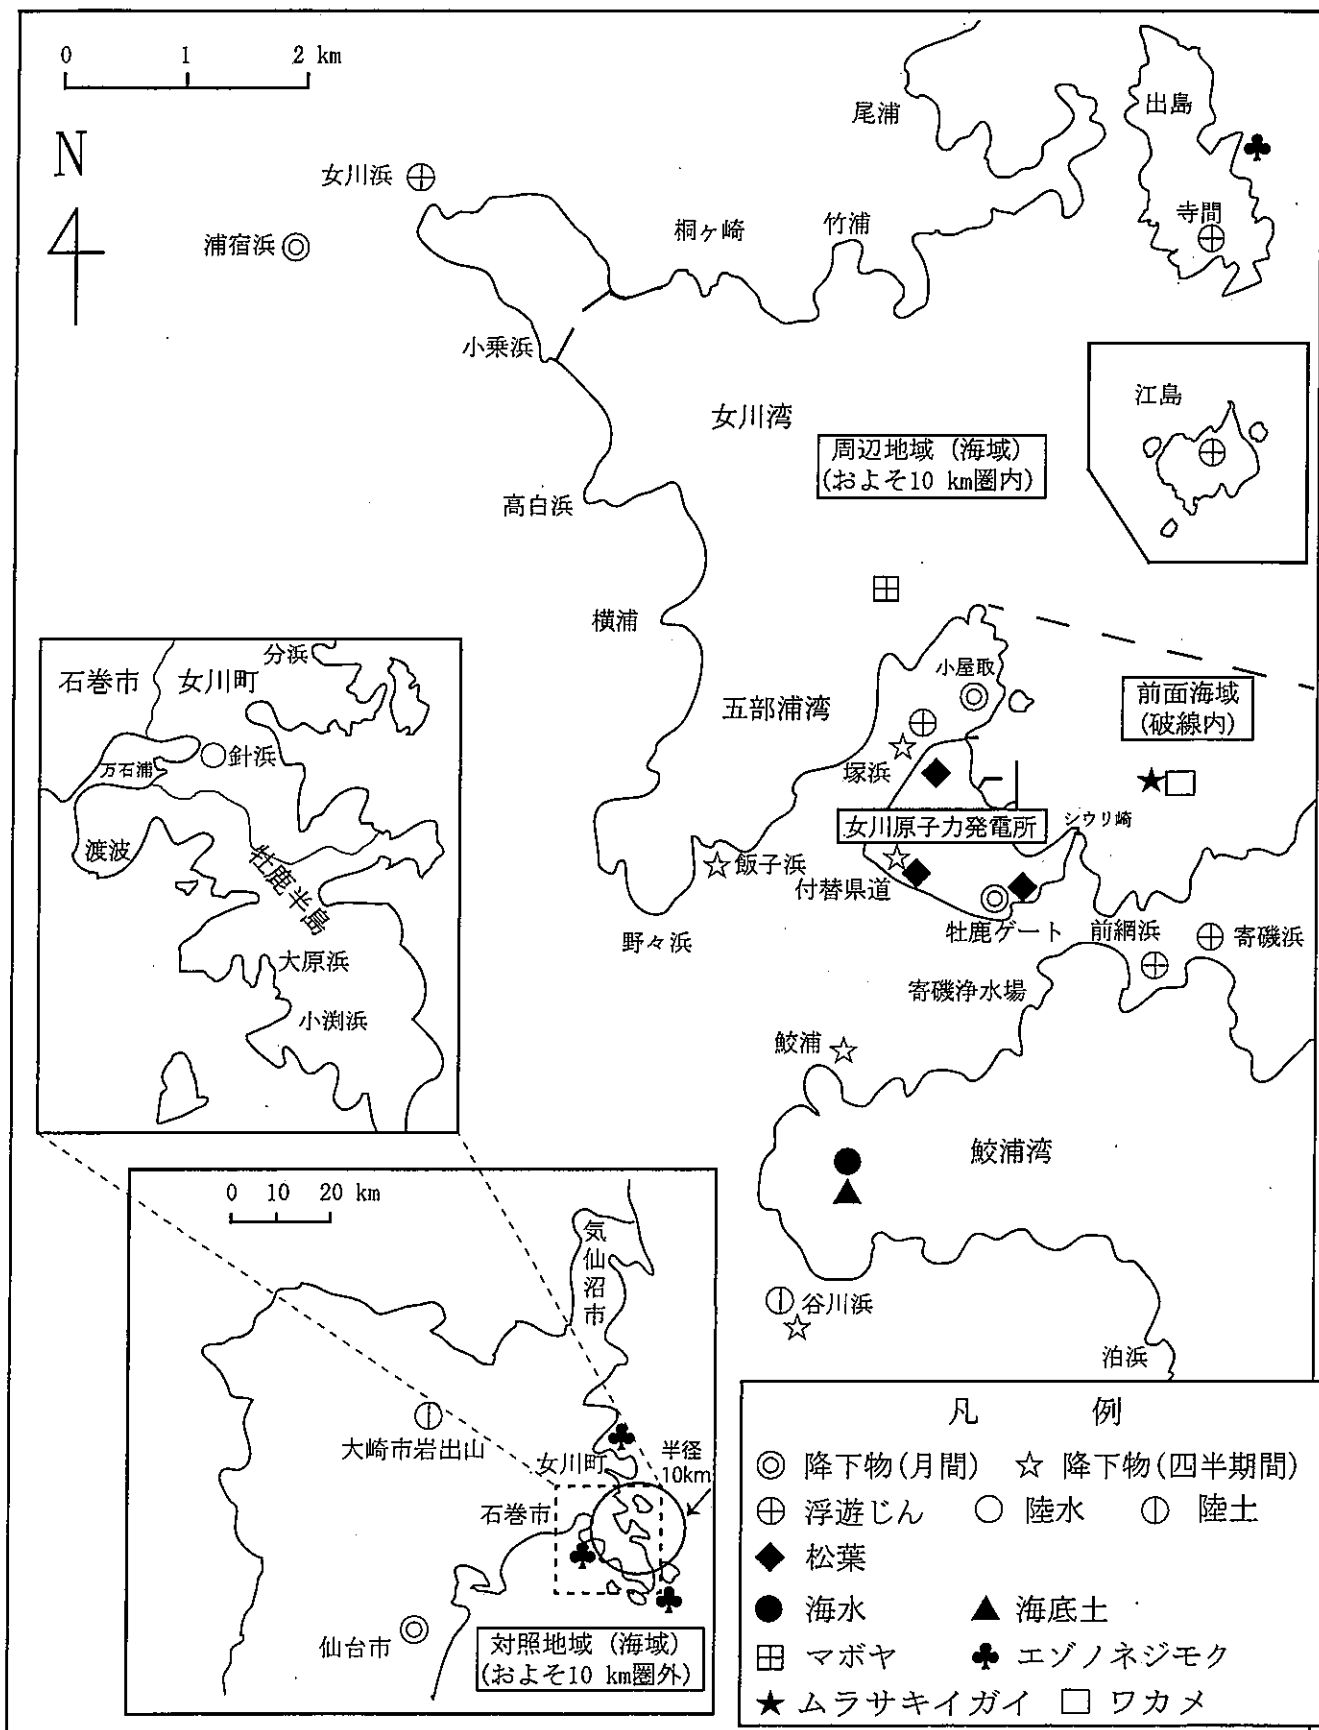 0 1 2 km
N
尾浦
出島
女川浜
浦宿浜
桐ヶ崎
竹浦
寺間
小乗浜
女川湾
江島
周辺地域（海域）
(およそ10 km圏内)
高白浜
横浦
小屋取
五部浦湾
前面海域
(破線内)
塚浜
女川原子力発電所
シウリ崎
飯子浜
付替県道
野々浜
牡鹿ゲート
前網浜
寄磯浜
寄磯浄水場
鮫浦
鮫浦湾
谷川浜
泊浜
石巻市
女川町
分浜
万石浦
針浜
渡波
牡鹿半島
大原浜
小渕浜
0 10 20 km
気仙沼市
大崎市岩出山
女川町
半径
10km
石巻市
仙台市
対照地域（海域）
(およそ10 km圏外)
凡 例
◎ 降下物(月間) ☆ 降下物(四半期間)
⊕ 浮遊じん ○ 陸水 ⦶ 陸土
◆ 松葉
● 海水 ▲ 海底土
⊞ マボヤ ♣ エゾノネジモク
★ ムラサキイガイ □ ワカメ